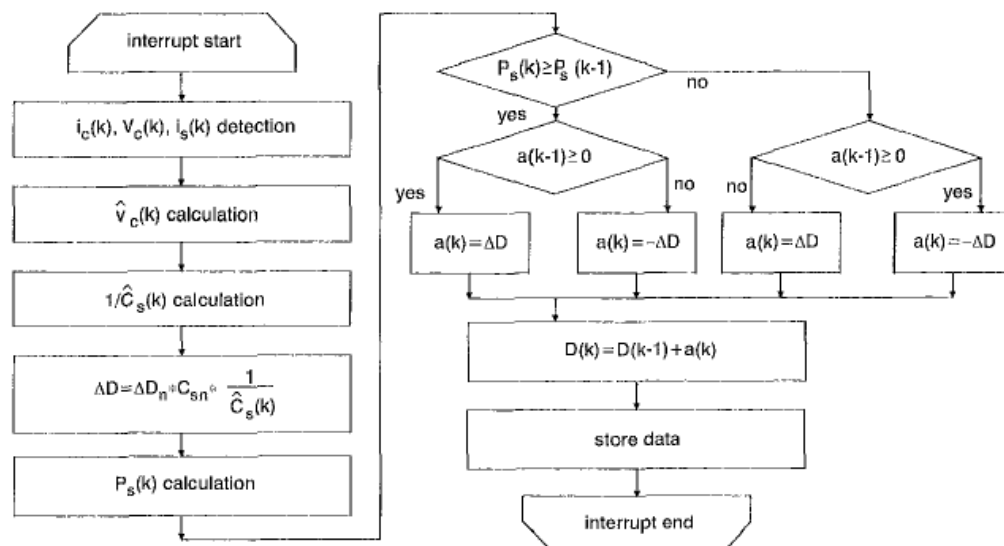 interrupt start
i_c(k), V_c(k), i_s(k) detection
v̂_c(k) calculation
1/Ĉ_s(k) calculation
ΔD=ΔD_n*C_sn* 1/Ĉ_s(k)
P_s(k) calculation
P_s(k)≥P_s (k-1)
no
yes
a(k-1)≥0
a(k-1)≥0
yes
no
no
yes
a(k)=ΔD
a(k)=-ΔD
a(k)=ΔD
a(k)=-ΔD
D(k)=D(k-1)+a(k)
store data
interrupt end